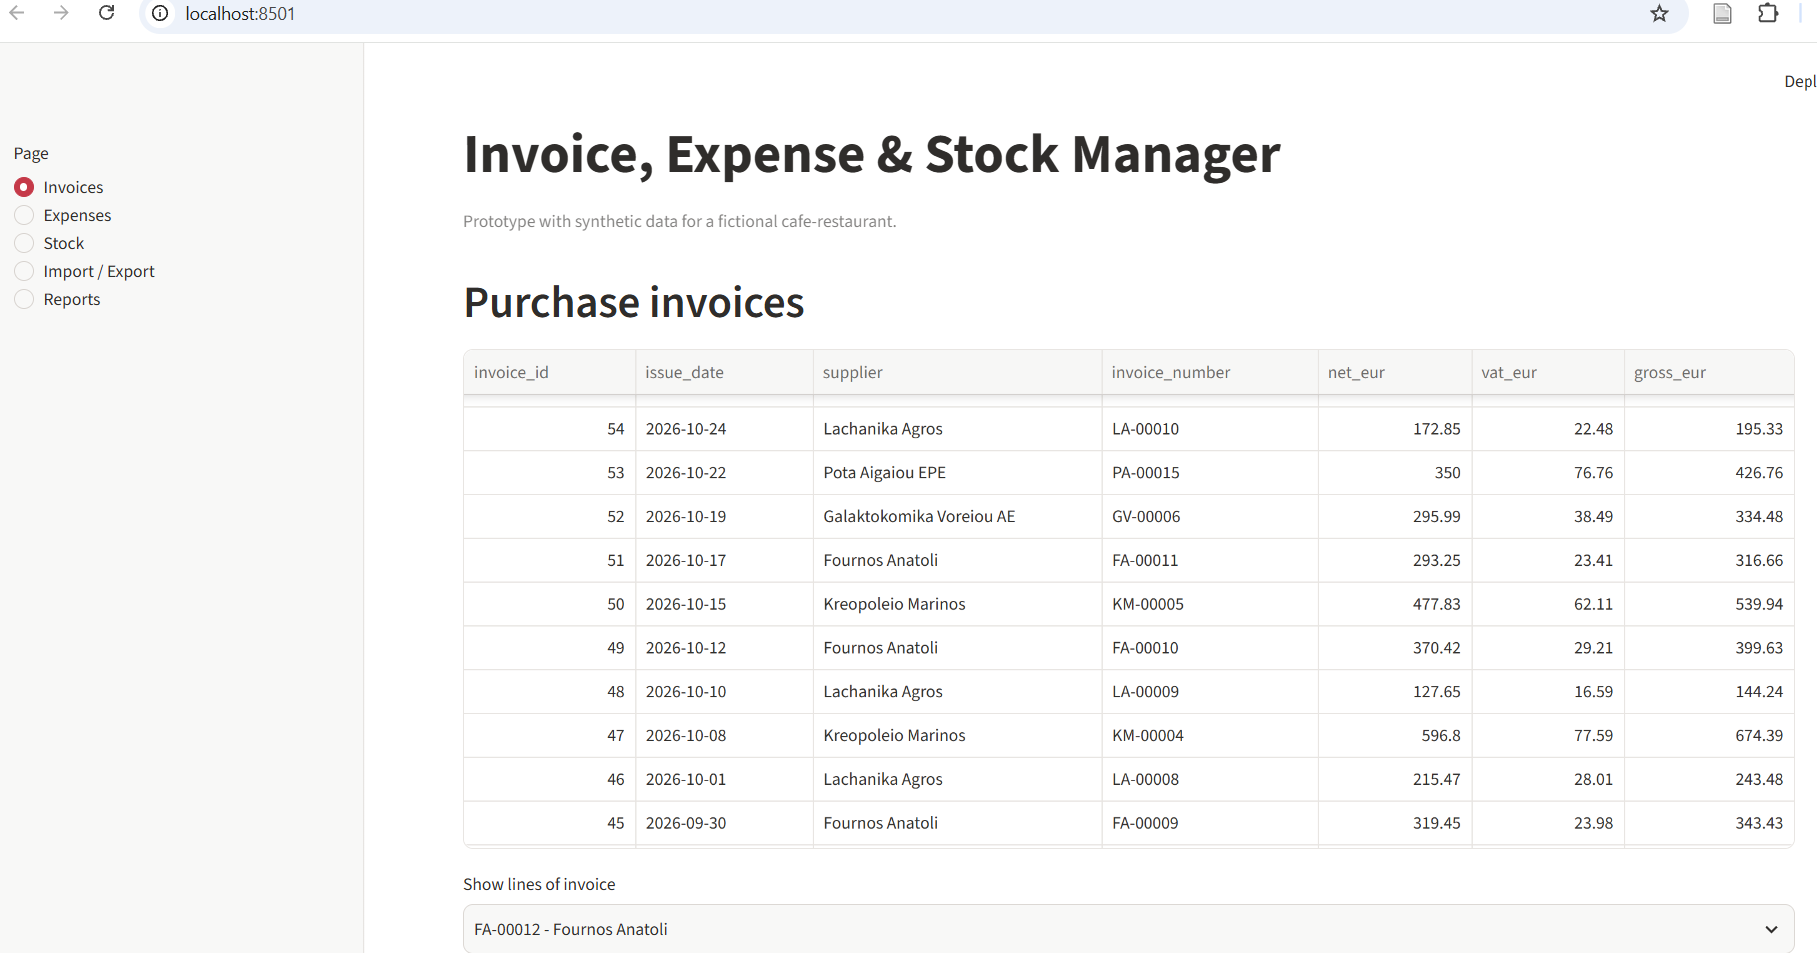 localhost:8501
Depl
Page
Invoices
Expenses
Stock
Import / Export
Reports
Invoice, Expense & Stock Manager
Prototype with synthetic data for a fictional cafe-restaurant.
Purchase invoices
invoice_id issue_date supplier invoice_number net_eur vat_eur gross_eur
54 2026-10-24 Lachanika Agros LA-00010 172.85 22.48 195.33
53 2026-10-22 Pota Aigaiou EPE PA-00015 350 76.76 426.76
52 2026-10-19 Galaktokomika Voreiou AE GV-00006 295.99 38.49 334.48
51 2026-10-17 Fournos Anatoli FA-00011 293.25 23.41 316.66
50 2026-10-15 Kreopoleio Marinos KM-00005 477.83 62.11 539.94
49 2026-10-12 Fournos Anatoli FA-00010 370.42 29.21 399.63
48 2026-10-10 Lachanika Agros LA-00009 127.65 16.59 144.24
47 2026-10-08 Kreopoleio Marinos KM-00004 596.8 77.59 674.39
46 2026-10-01 Lachanika Agros LA-00008 215.47 28.01 243.48
45 2026-09-30 Fournos Anatoli FA-00009 319.45 23.98 343.43
Show lines of invoice
FA-00012 - Fournos Anatoli